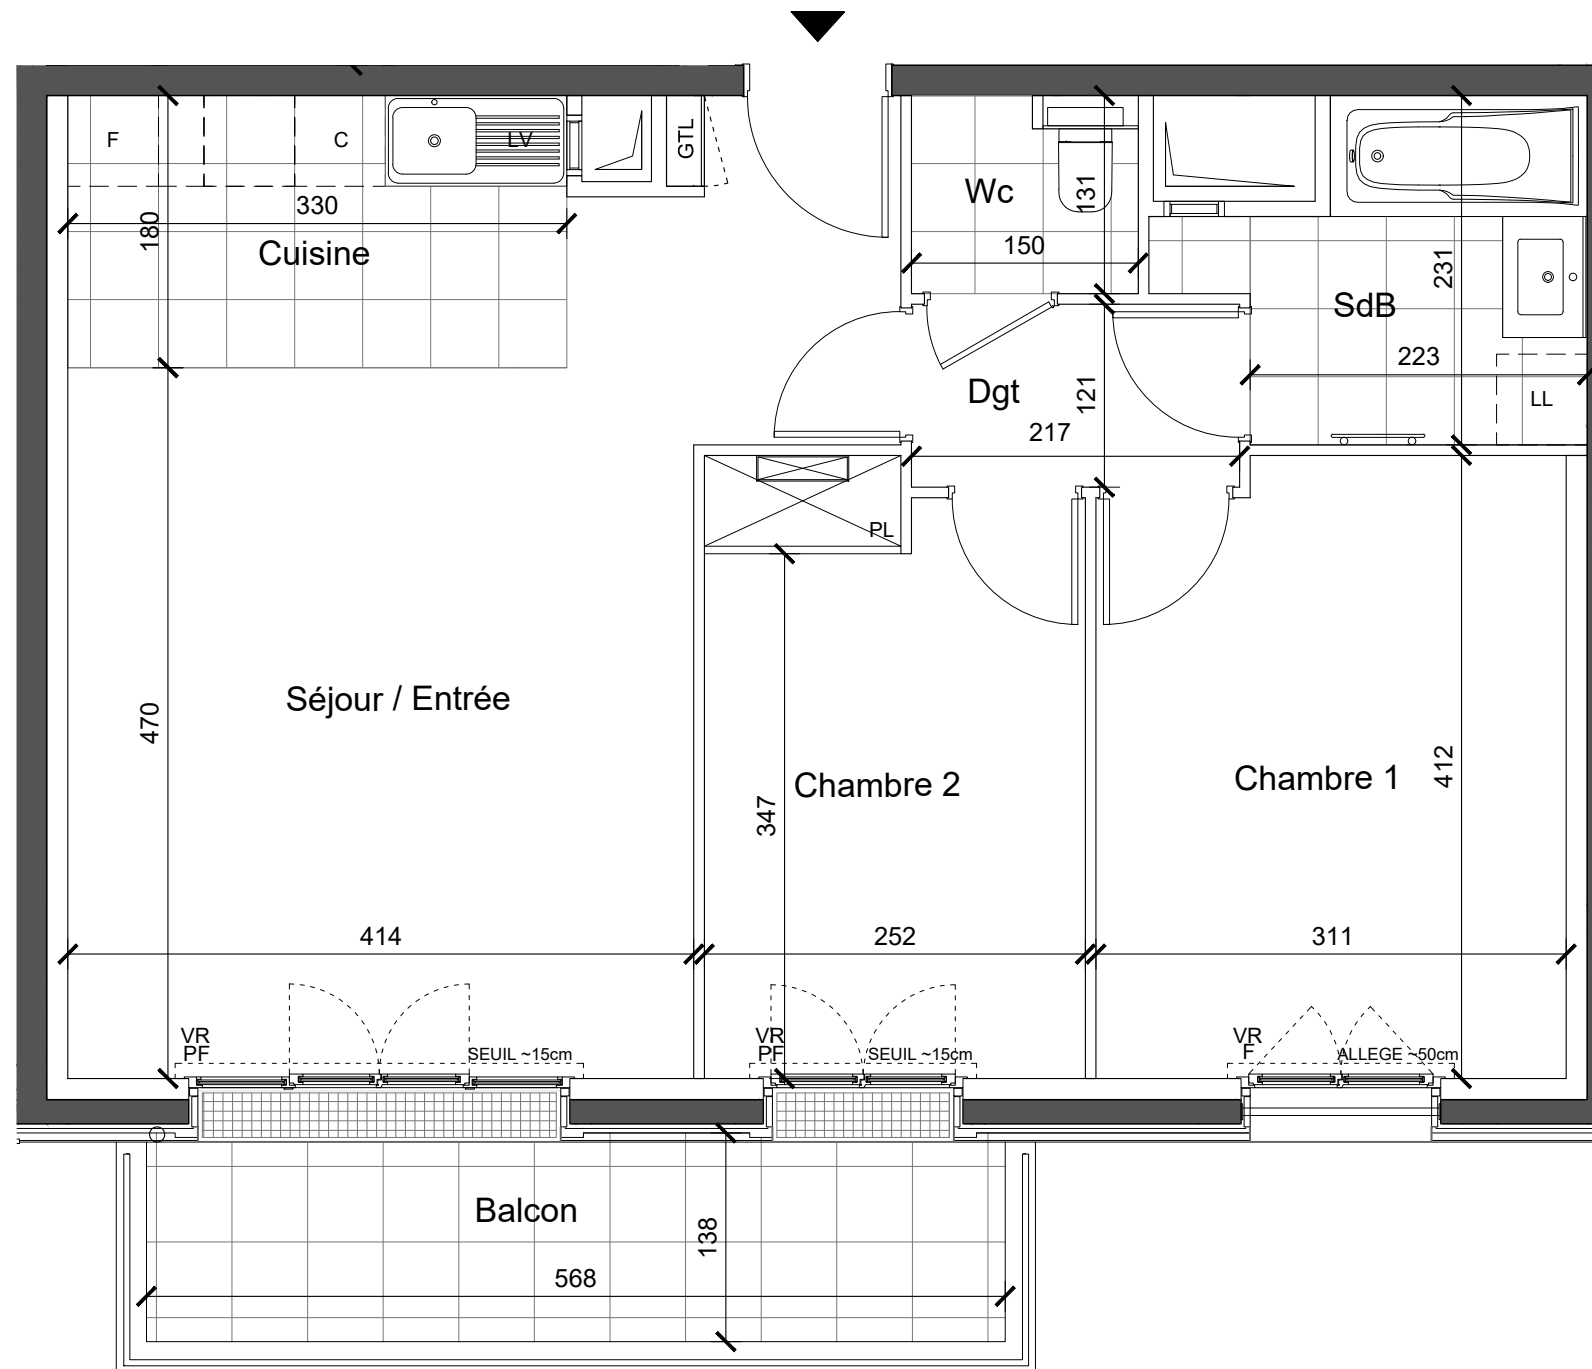 F
C
LV
GTL
330
180
Cuisine
Wc
131
150
231
SdB
223
LL
Dgt
121
217
PL
Séjour / Entrée
470
Chambre 2
347
Chambre 1
412
414
252
311
VR
PF
SEUIL ~15cm
VR
PF
SEUIL ~15cm
VR
F
ALLEGE ~50cm
Balcon
138
568